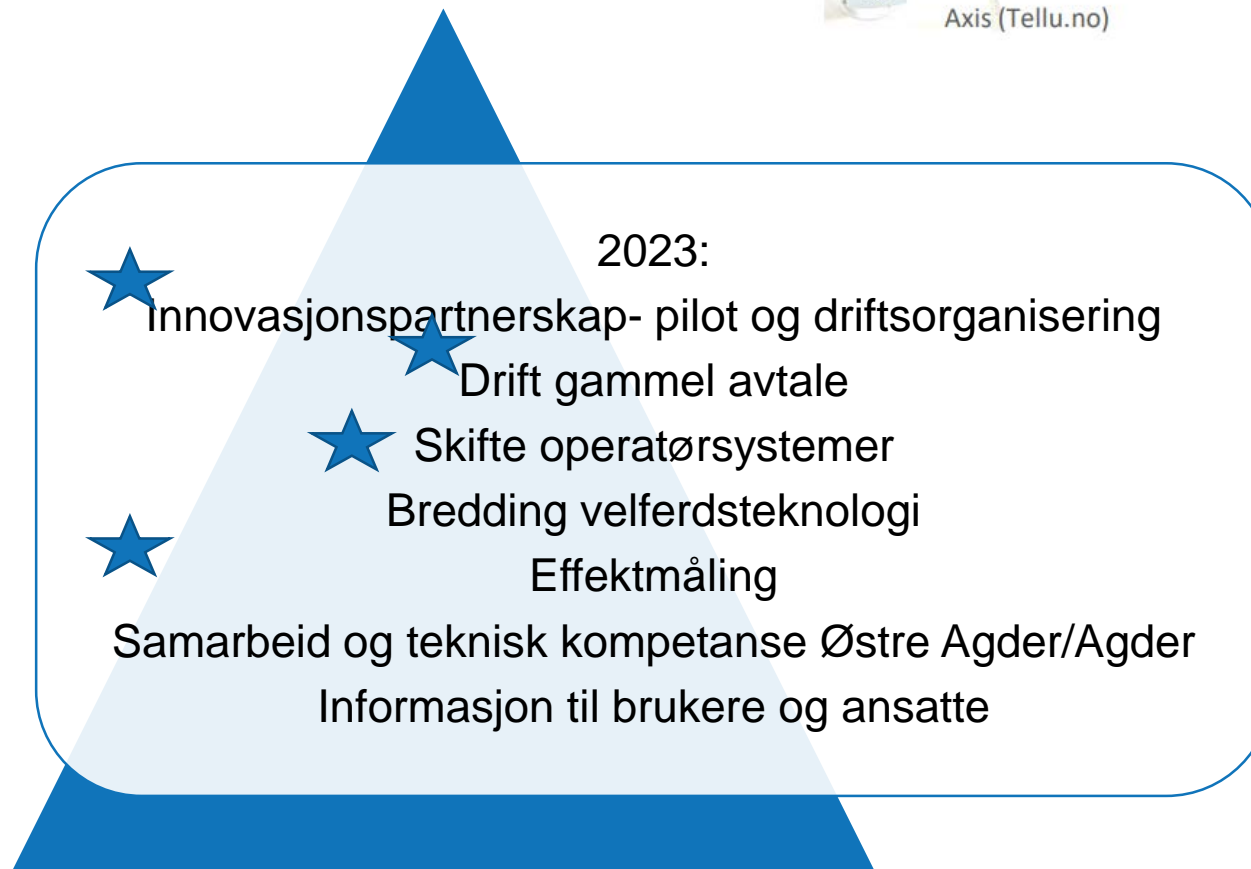 Axis (Tellu.no)
2023:
Innovasjonspartnerskap- pilot og driftsorganisering
Drift gammel avtale
Skifte operatørsystemer
Bredding velferdsteknologi
Effektmåling
Samarbeid og teknisk kompetanse Østre Agder/Agder
Informasjon til brukere og ansatte